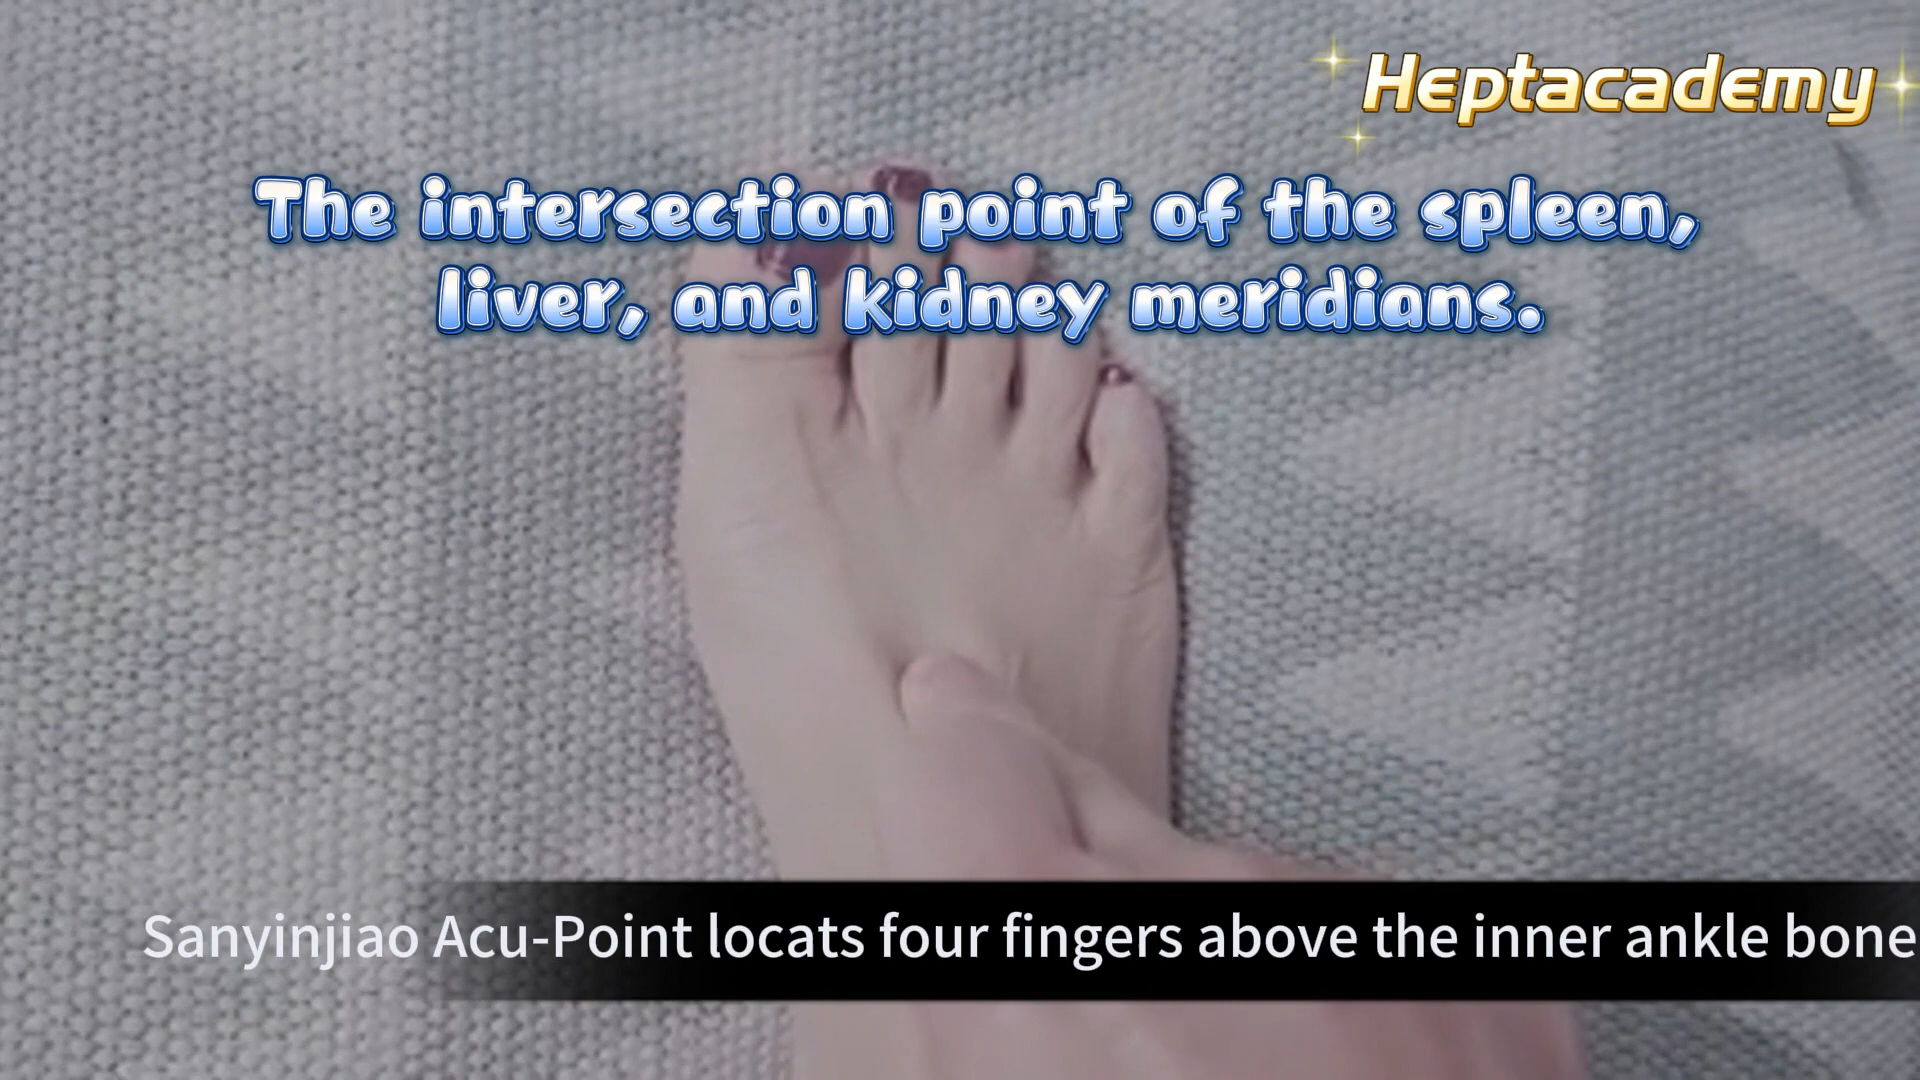 Heptacademy
The intersection point of the spleen,
liver, and kidney meridians.
Sanyinjiao Acu-Point locats four fingers above the inner ankle bone